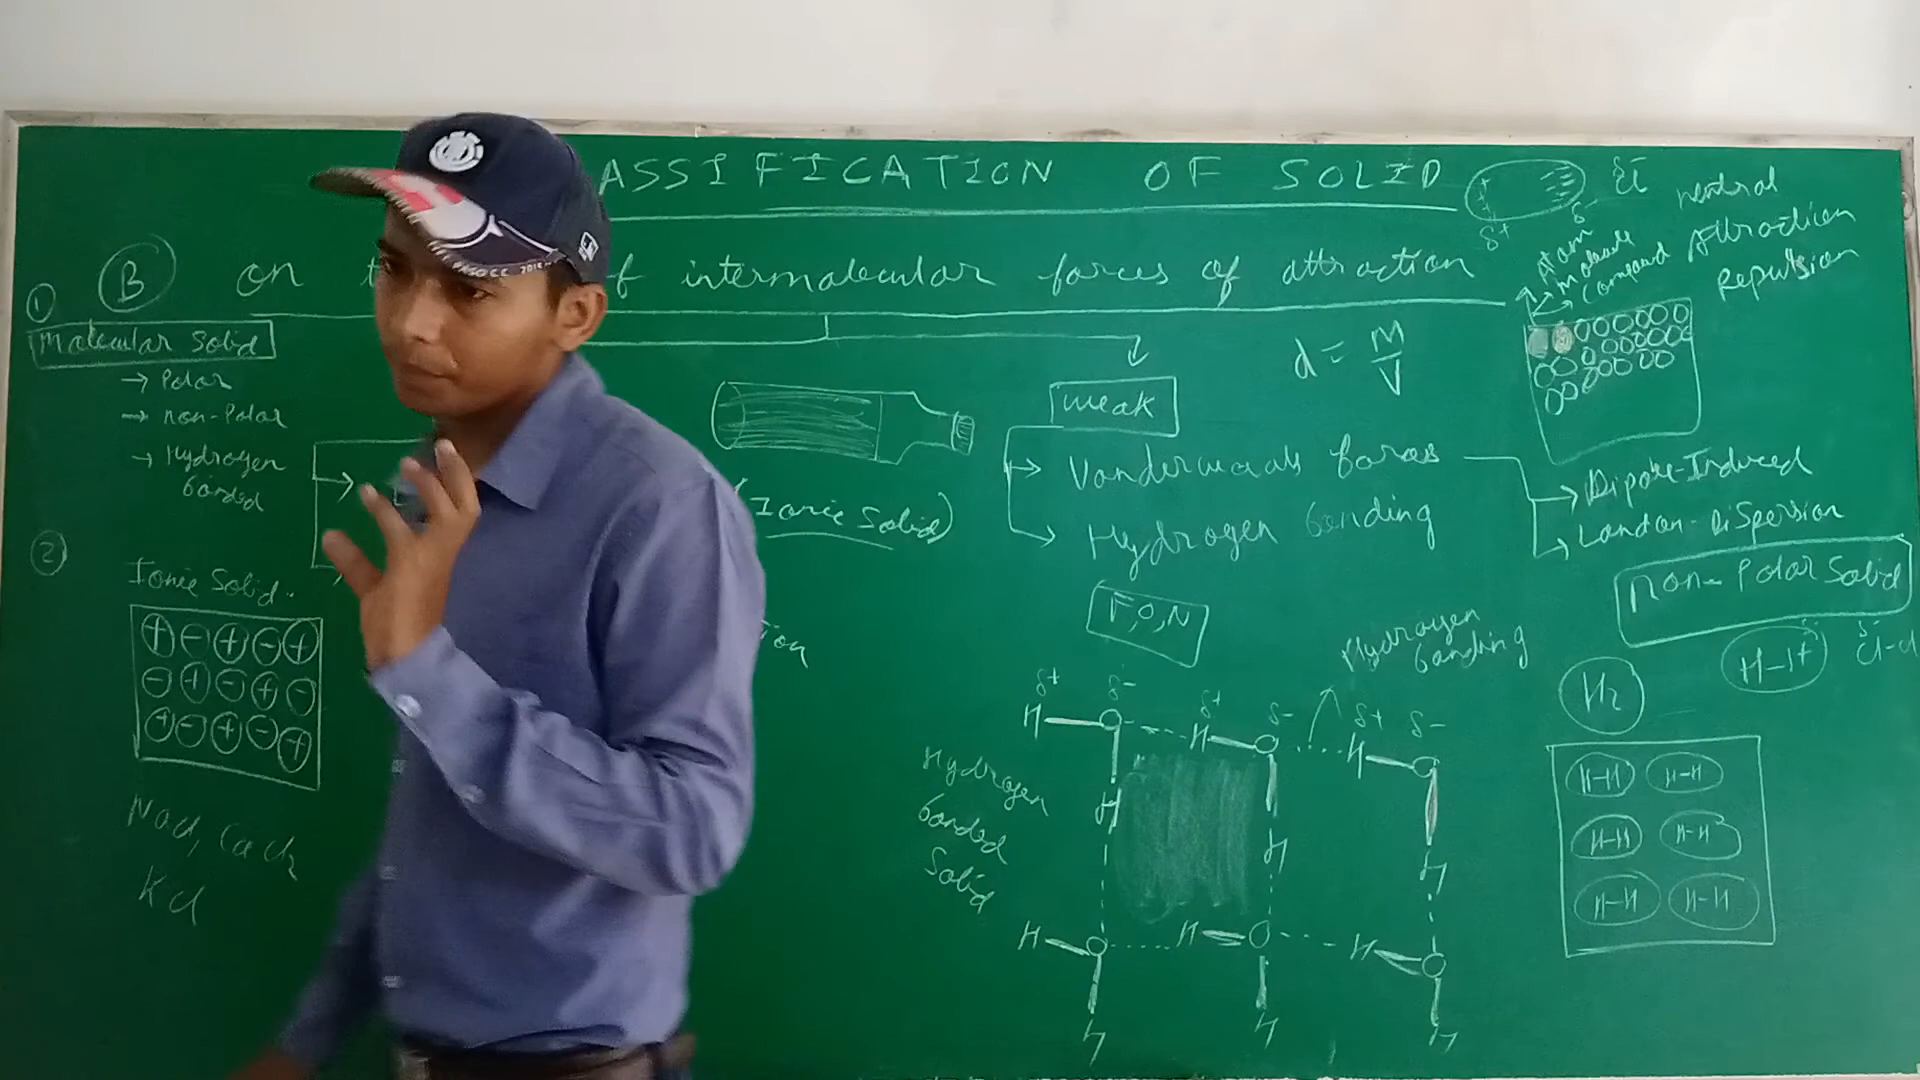 ASSIFICATION OF SOLID
B on t f intermolecular forces of attraction
1
Molecular Solid
→ Polar
→ non-Polar
→ Hydrogen
bonded
2
Ionic Solid.
+ - + - +
- + - + -
+ - + - +
Nacl, Cacl2
Kcl
(Ionic Solid)
ion
weak
→ Vanderwaals forces
→ Hydrogen bonding
F, O, N
d = M
V
Hydrogen
bonding
Hydrogen
bonded
Solid
δ+ δ- δ+ δ- δ+ δ-
H O H O H O
H H H
H O H O H O
H H H
δ+ δ-
neutral
Attraction
Repulsion
Atom
molecule
Compound
→ Dipole-Induced
→ London-Dispersion
non-Polar Solid
H2
H-H
H-H H-H
H-H H-H
H-H H-H